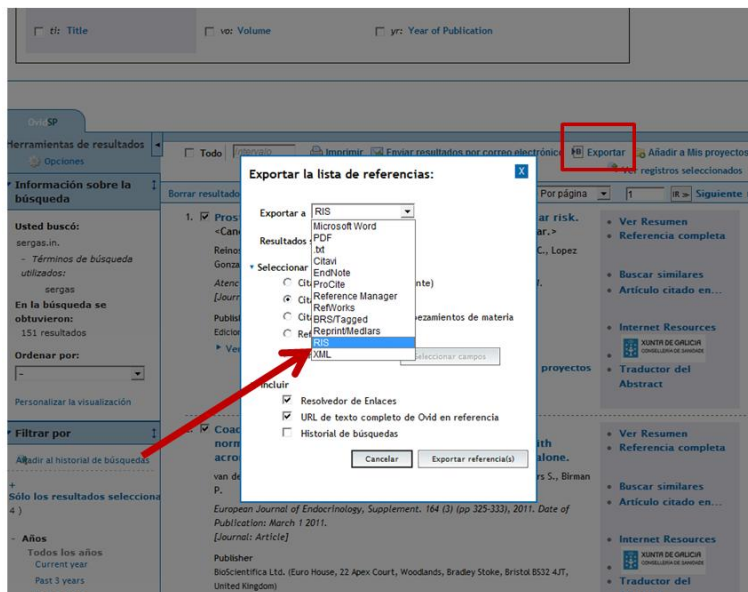 ti: Title
vo: Volume
yr: Year of Publication
OvidSP
Herramientas de resultados
Opciones
Información sobre la
búsqueda
Usted buscó:
sergas.in.
- Términos de búsqueda
utilizados:
sergas
En la búsqueda se
obtuvieron:
151 resultados
Ordenar por:
-
Personalizar la visualización
Filtrar por
Añadir al historial de búsquedas
+
Sólo los resultados selecciona
4 )
- Años
Todos los años
Current year
Past 3 years
Todo
Intervalo
Imprimir
Enviar resultados por correo electrónico
Exportar
Añadir a Mis proyectos
Ver registros seleccionados
Borrar resultado
Por página
1
IR
Siguiente
Exportar la lista de referencias:
X
Exportar a
RIS
Microsoft Word
PDF
.txt
Citavi
EndNote
ProCite
Reference Manager
RefWorks
BRS/Tagged
Reprint/Medlars
RIS
XML
Resultados
Seleccionar
nte)
pezamientos de materia
Seleccionar campos
Incluir
Resolvedor de Enlaces
URL de texto completo de Ovid en referencia
Historial de búsquedas
Cancelar
Exportar referencia(s)
1.
Pros
ar risk.
<Can
ar.>
Reinos
C., Lopez
Gonza
Atenc
[Journ
Publis
Edicion
Ve
proyectos
Ver Resumen
Referencia completa
Buscar similares
Artículo citado en...
Internet Resources
XUNTA DE GALICIA
CONSELLERÍA DE SANIDADE
Traductor del
Abstract
Coac
norm
ith
acro
alone.
van de
rs S., Birman
P.
European Journal of Endocrinology, Supplement. 164 (3) (pp 325-333), 2011. Date of
Publication: March 1 2011.
[Journal: Article]
Publisher
BioScientifica Ltd. (Euro House, 22 Apex Court, Woodlands, Bradley Stoke, Bristol BS32 4JT,
United Kingdom)
Ver Resumen
Referencia completa
Buscar similares
Artículo citado en...
Internet Resources
XUNTA DE GALICIA
CONSELLERÍA DE SANIDADE
Traductor del